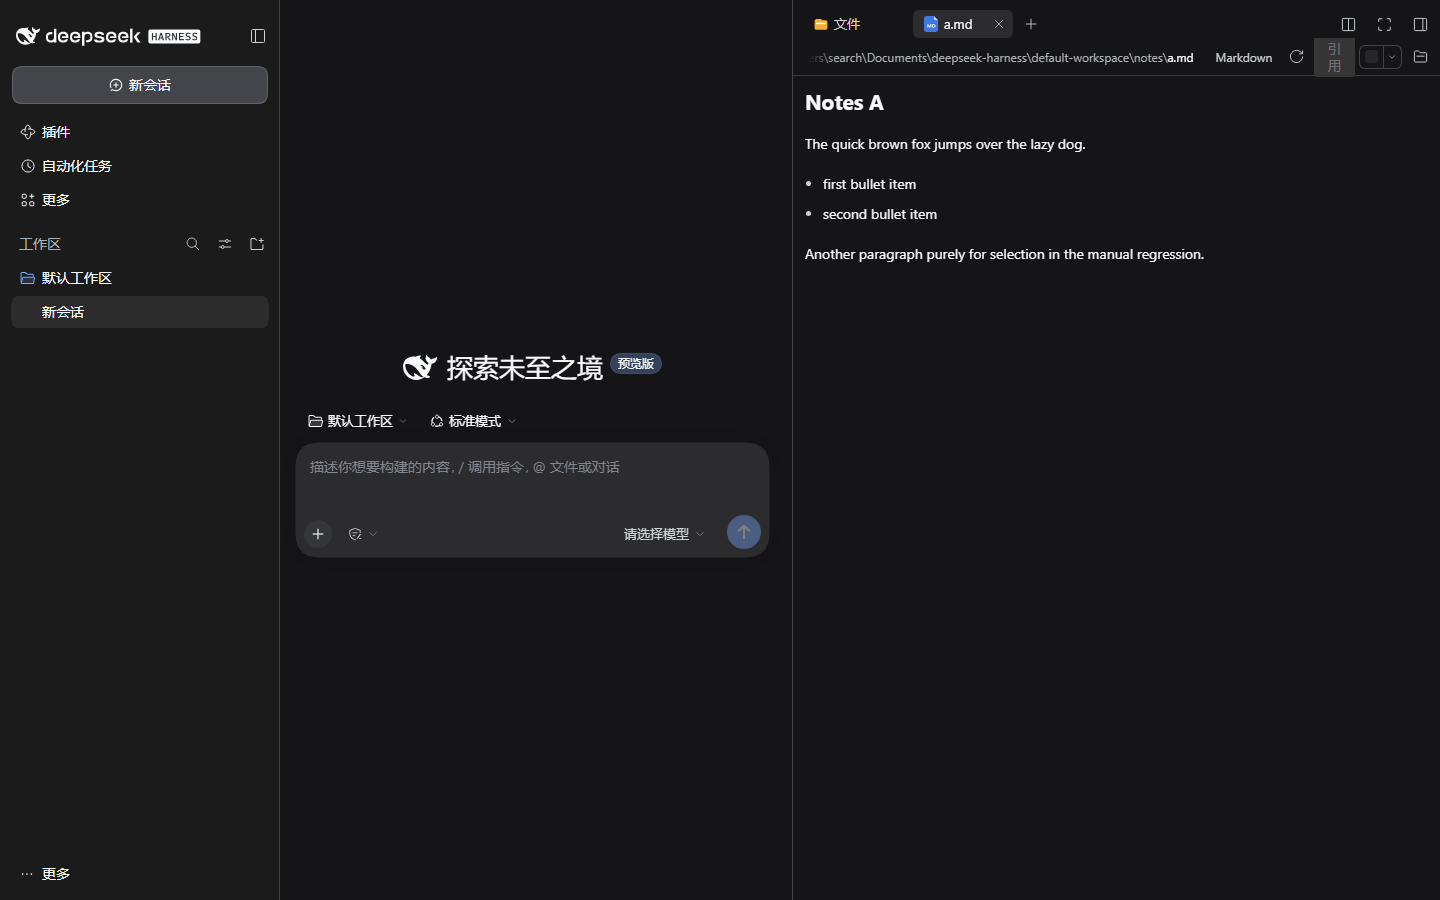 deepseek HARNESS
新会话
插件
自动化任务
更多
工作区
默认工作区
新会话
更多
探索未至之境 预览版
默认工作区 标准模式
描述你想要构建的内容, / 调用指令, @ 文件或对话
请选择模型
文件 a.md
\search\Documents\deepseek-harness\default-workspace\notes\a.md Markdown 引用
Notes A
The quick brown fox jumps over the lazy dog.
• first bullet item
• second bullet item
Another paragraph purely for selection in the manual regression.